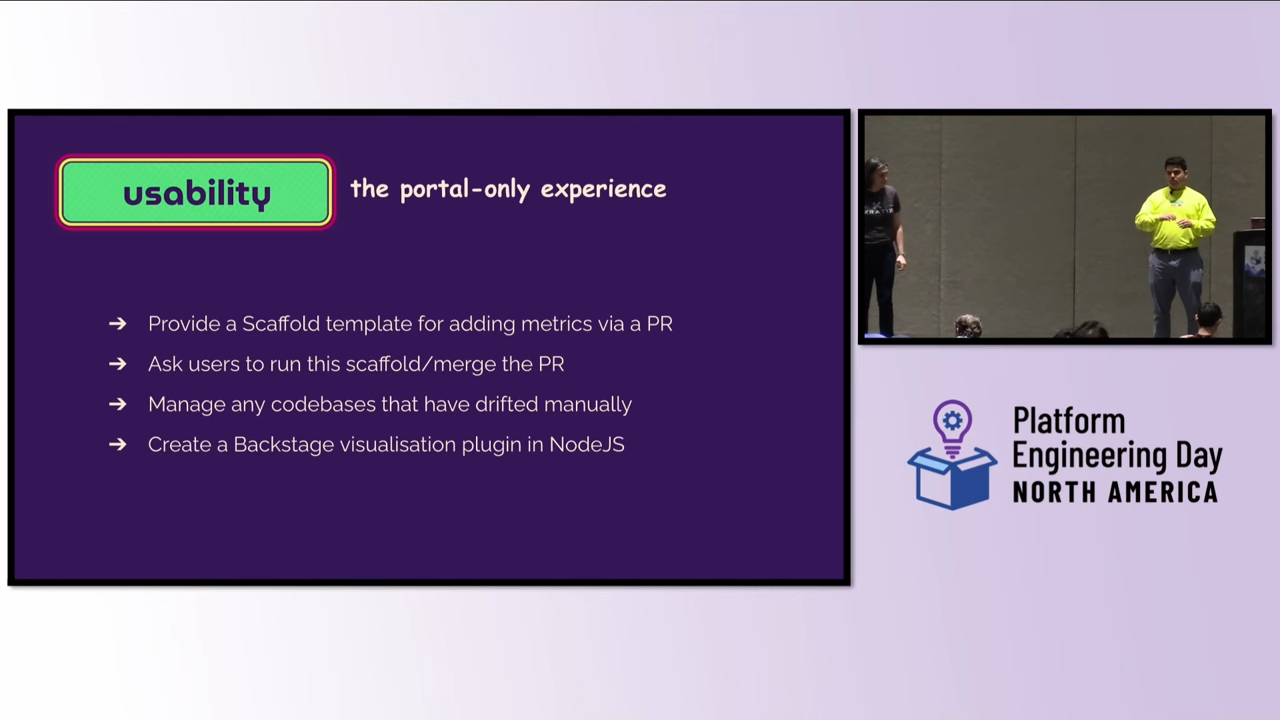 usability
the portal-only experience
➔ Provide a Scaffold template for adding metrics via a PR
➔ Ask users to run this scaffold/merge the PR
➔ Manage any codebases that have drifted manually
➔ Create a Backstage visualisation plugin in NodeJS
Platform
Engineering Day
NORTH AMERICA